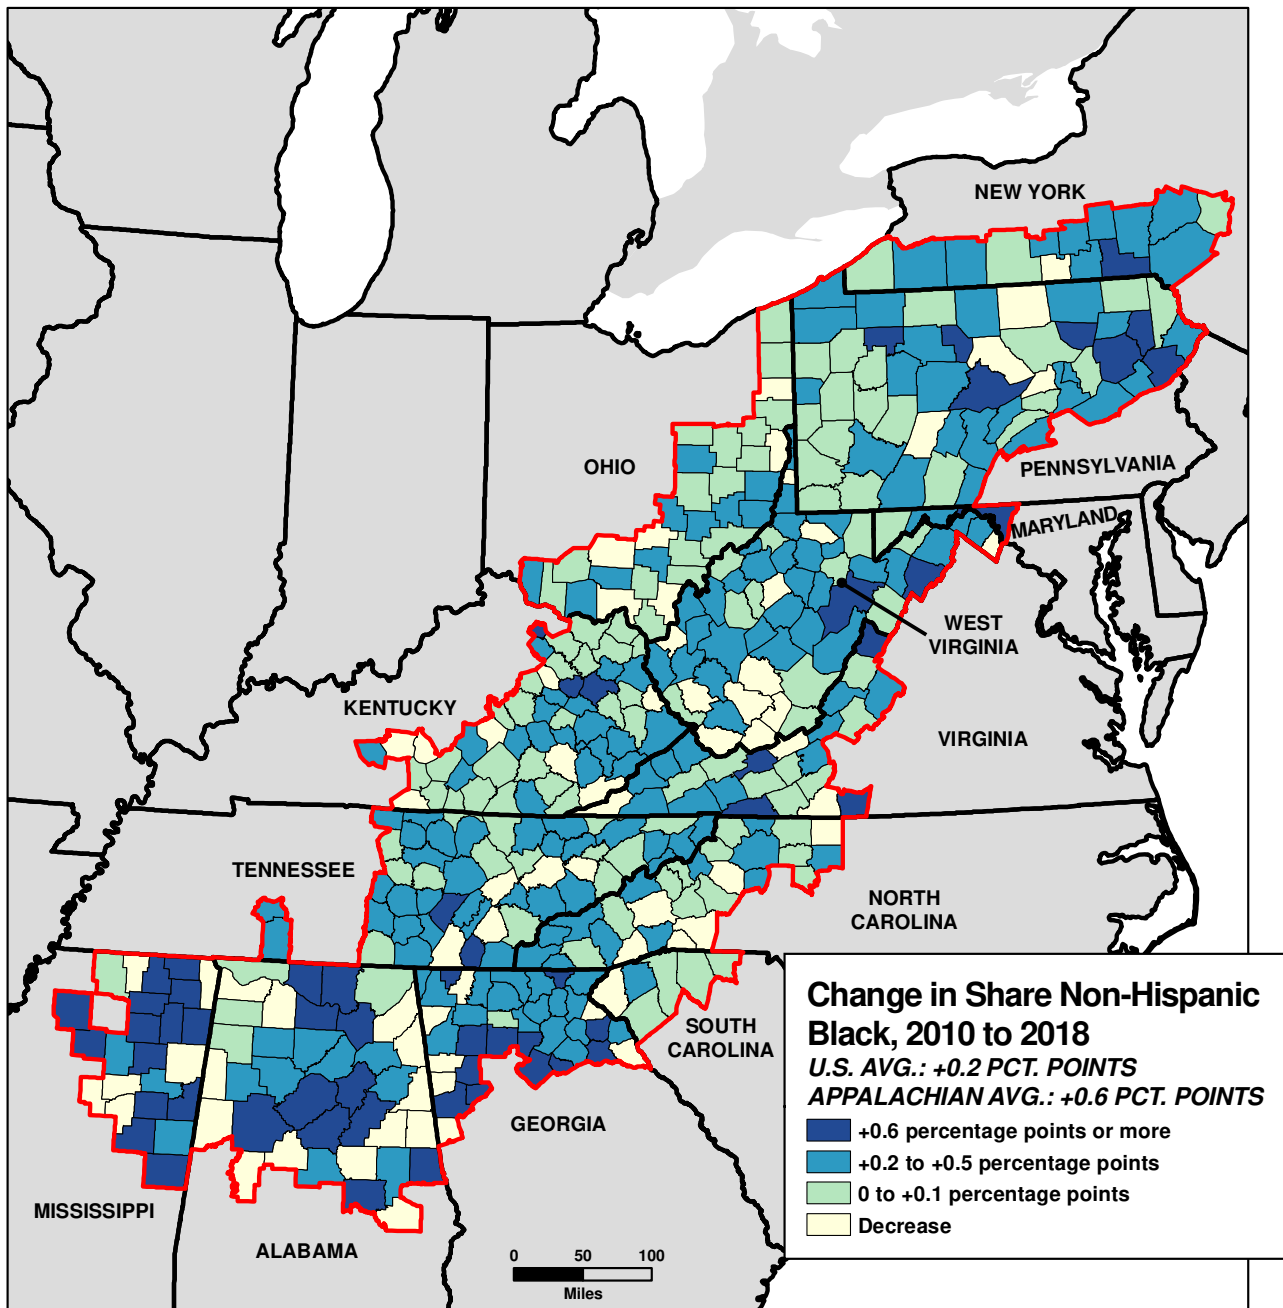 NEW YORK
OHIO
PENNSYLVANIA
MARYLAND
WEST
VIRGINIA
KENTUCKY
VIRGINIA
TENNESSEE
NORTH
CAROLINA
SOUTH
CAROLINA
GEORGIA
MISSISSIPPI
ALABAMA
Change in Share Non-Hispanic
Black, 2010 to 2018
U.S. AVG.: +0.2 PCT. POINTS
APPALACHIAN AVG.: +0.6 PCT. POINTS
+0.6 percentage points or more
+0.2 to +0.5 percentage points
0 to +0.1 percentage points
Decrease
0 50 100
Miles